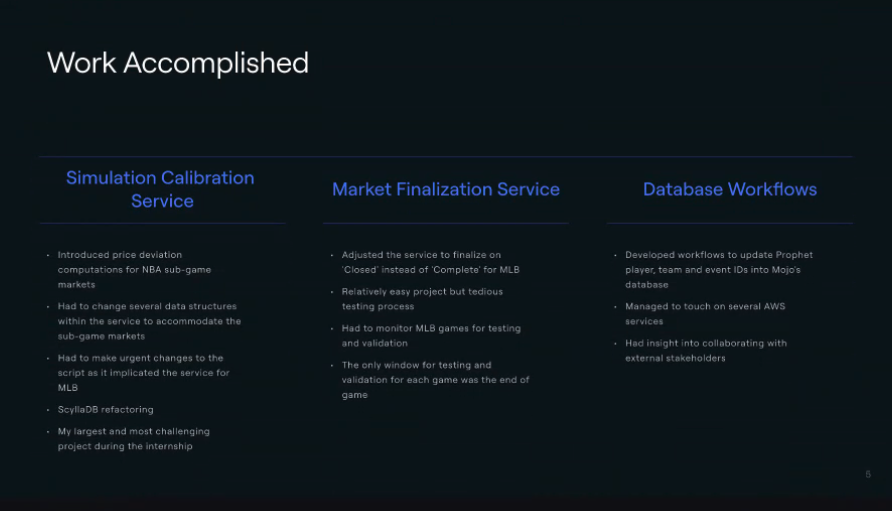 Work Accomplished
Simulation Calibration
Service
• Introduced price deviation
computations for NBA sub-game
markets
• Had to change several data structures
within the service to accommodate the
sub-game markets
• Had to make urgent changes to the
script as it implicated the service for
MLB
• ScyllaDB refactoring
• My largest and most challenging
project during the internship
Market Finalization Service
• Adjusted the service to finalize on
'Closed' instead of 'Complete' for MLB
• Relatively easy project but tedious
testing process
• Had to monitor MLB games for testing
and validation
• The only window for testing and
validation for each game was the end of
game
Database Workflows
• Developed workflows to update Prophet
player, team and event IDs into Mojo's
database
• Managed to touch on several AWS
services
• Had insight into collaborating with
external stakeholders
5